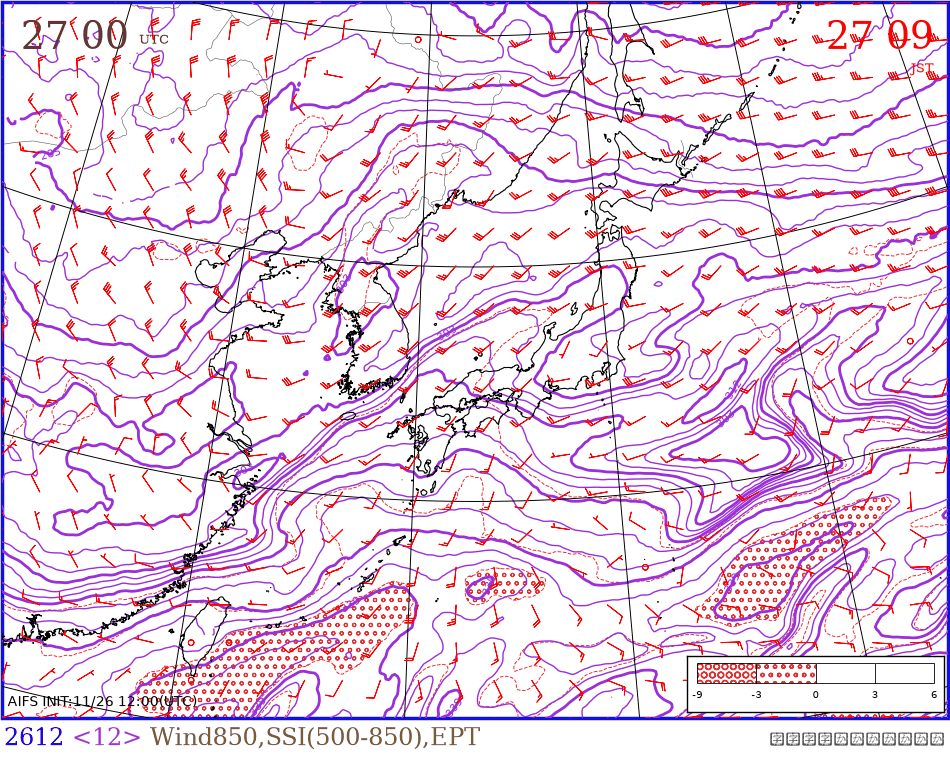 27 00 UTC
27 09
JST
AIFS INIT:11/26 12:00(UTC)
-9 -3 0 3 6
2612 <12> Wind850,SSI(500-850),EPT